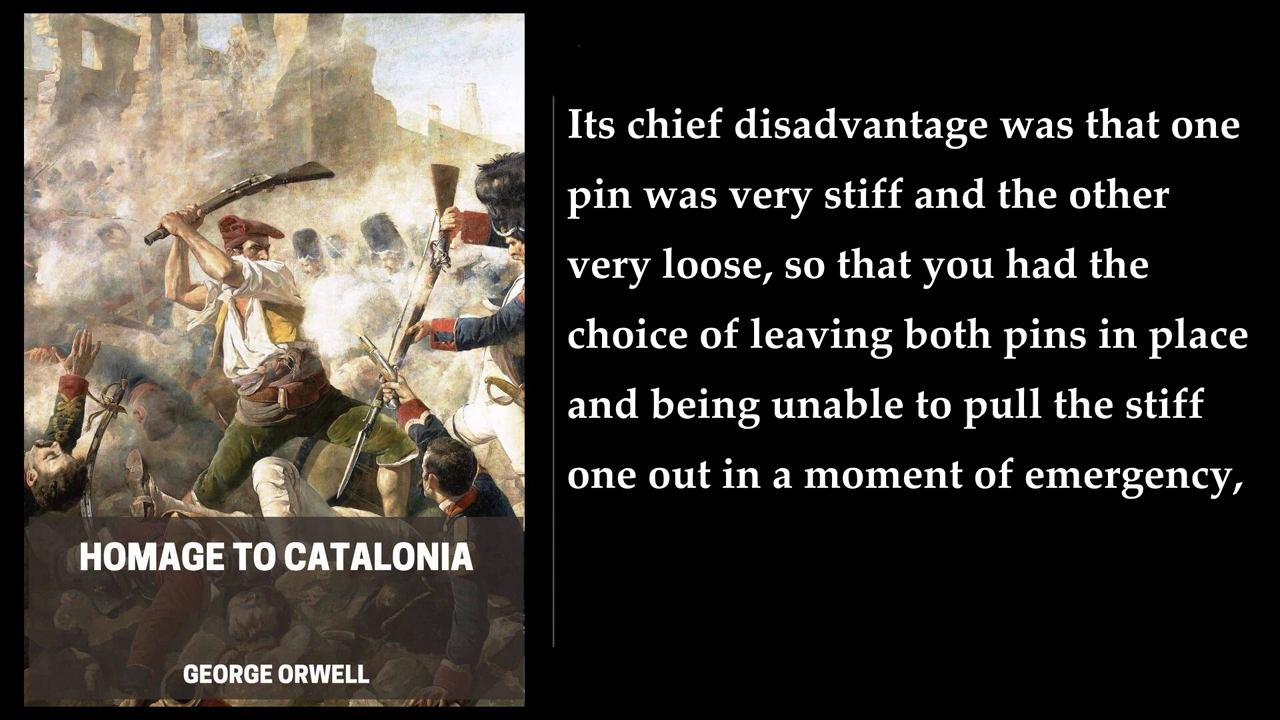 HOMAGE TO CATALONIA
GEORGE ORWELL
Its chief disadvantage was that one
pin was very stiff and the other
very loose, so that you had the
choice of leaving both pins in place
and being unable to pull the stiff
one out in a moment of emergency,